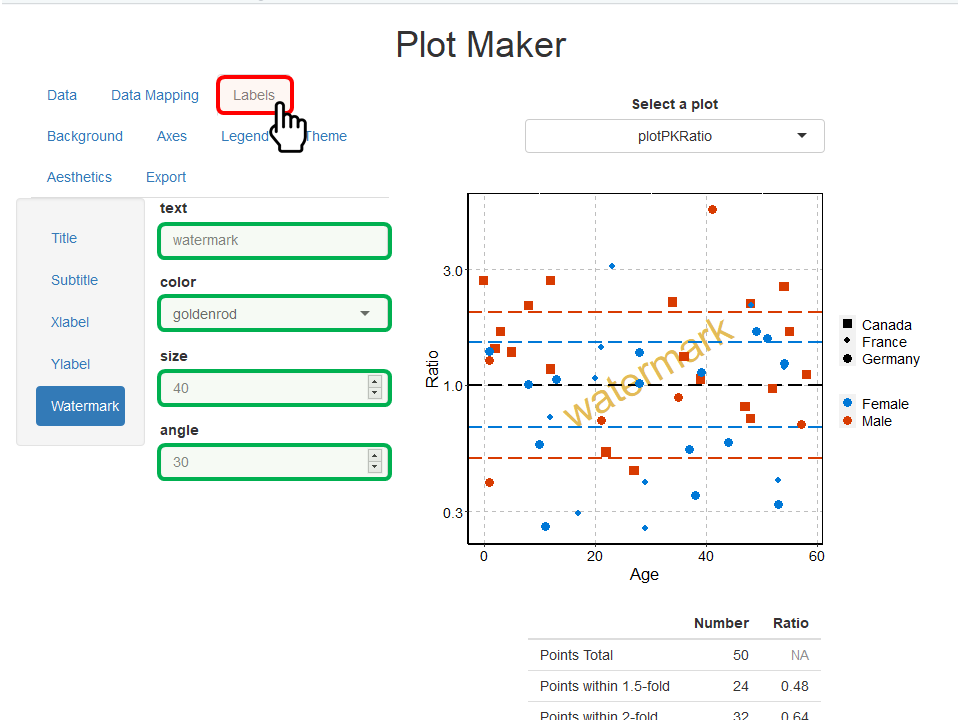 Plot Maker
Data Data Mapping Labels
Background Axes Legend Theme
Aesthetics Export
Title
Subtitle
Xlabel
Ylabel
Watermark
text
watermark
color
goldenrod
size
40
angle
30
Select a plot
plotPKRatio
watermark
Ratio
3.0
1.0
0.3
0 20 40 60
Age
Canada
France
Germany
Female
Male
Number Ratio
Points Total 50 NA
Points within 1.5-fold 24 0.48
Points within 2-fold 32 0.64